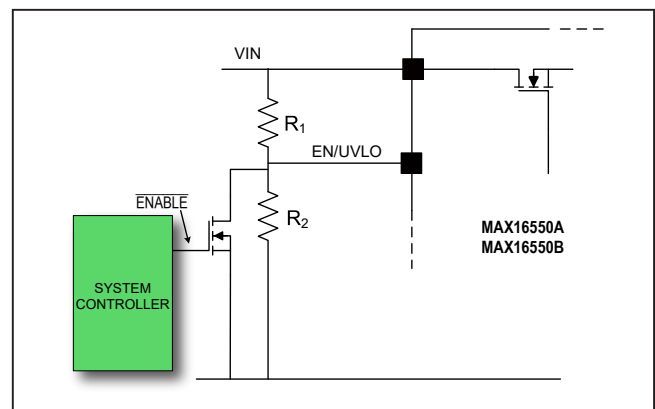 VIN
R1
EN/UVLO
ENABLE
R2
MAX16550A
MAX16550B
SYSTEM
CONTROLLER